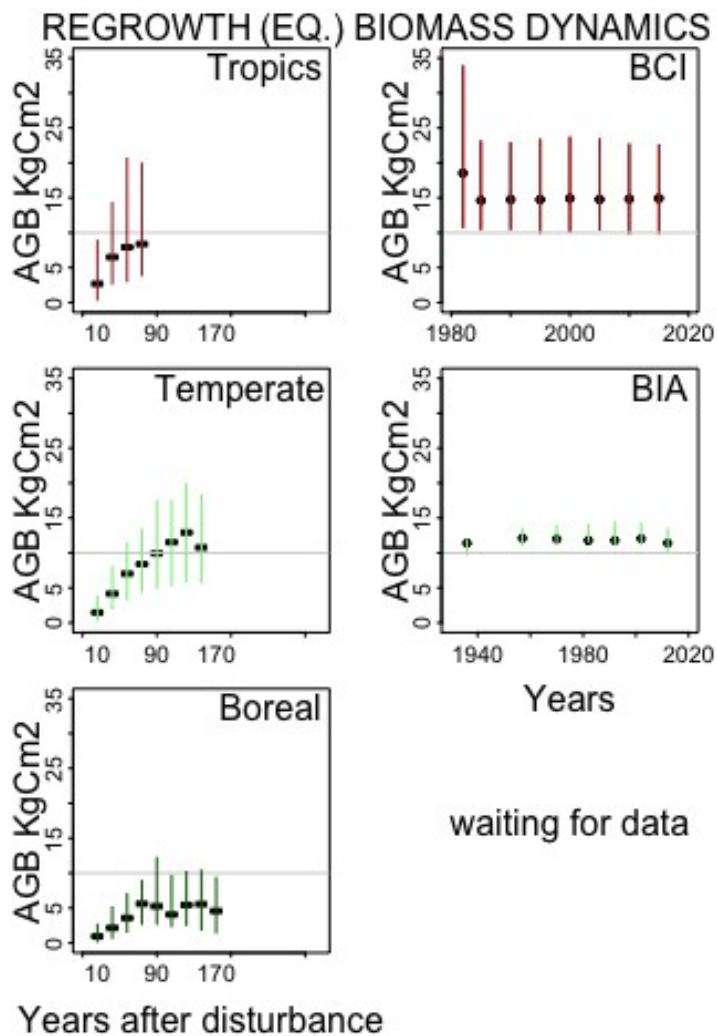 REGROWTH (EQ.) BIOMASS DYNAMICS
Tropics
AGB KgCm2
0 5 15 25 35
10 90 170
BCI
AGB KgCm2
0 5 15 25 35
1980 2000 2020
Temperate
AGB KgCm2
0 5 15 25 35
10 90 170
BIA
AGB KgCm2
0 5 15 25 35
1940 1980 2020
Years
Boreal
AGB KgCm2
0 5 15 25 35
10 90 170
Years after disturbance
waiting for data